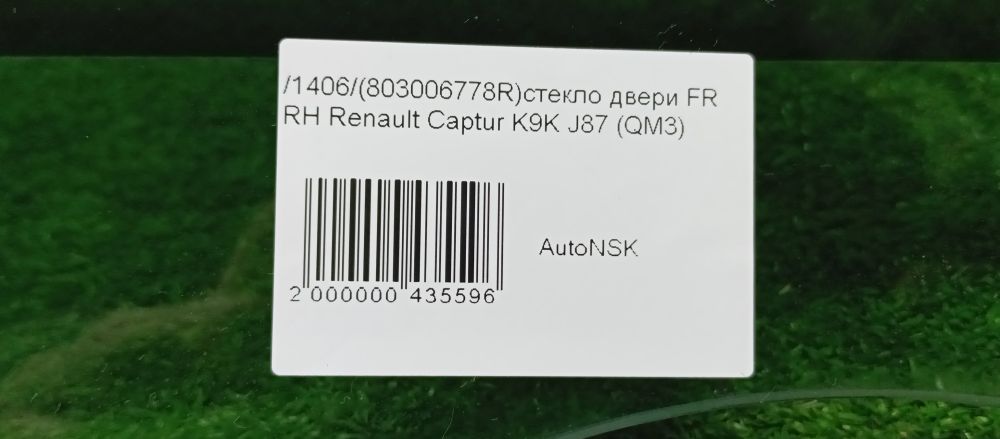 /1406/(803006778R)стекло двери FR
RH Renault Captur K9K J87 (QM3)
AutoNSK
2 000000 435596